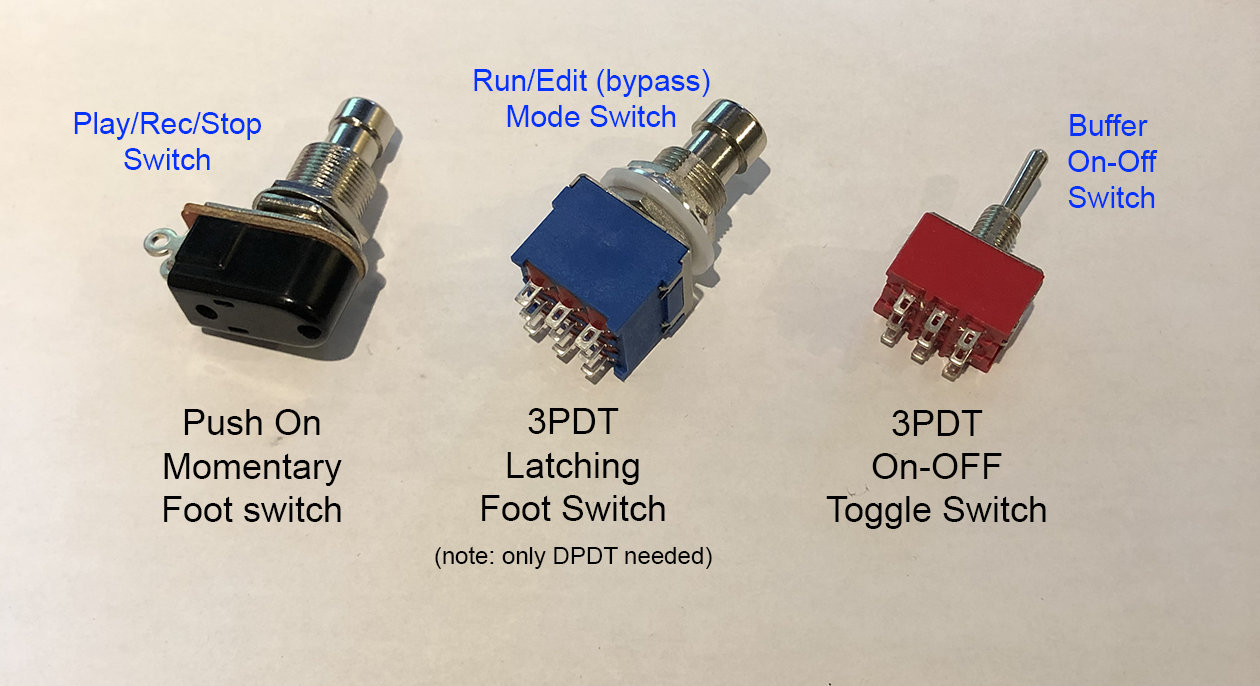 Play/Rec/Stop
Switch
Run/Edit (bypass)
Mode Switch
Buffer
On-Off
Switch
Push On
Momentary
Foot switch
3PDT
Latching
Foot Switch
(note: only DPDT needed)
3PDT
On-OFF
Toggle Switch